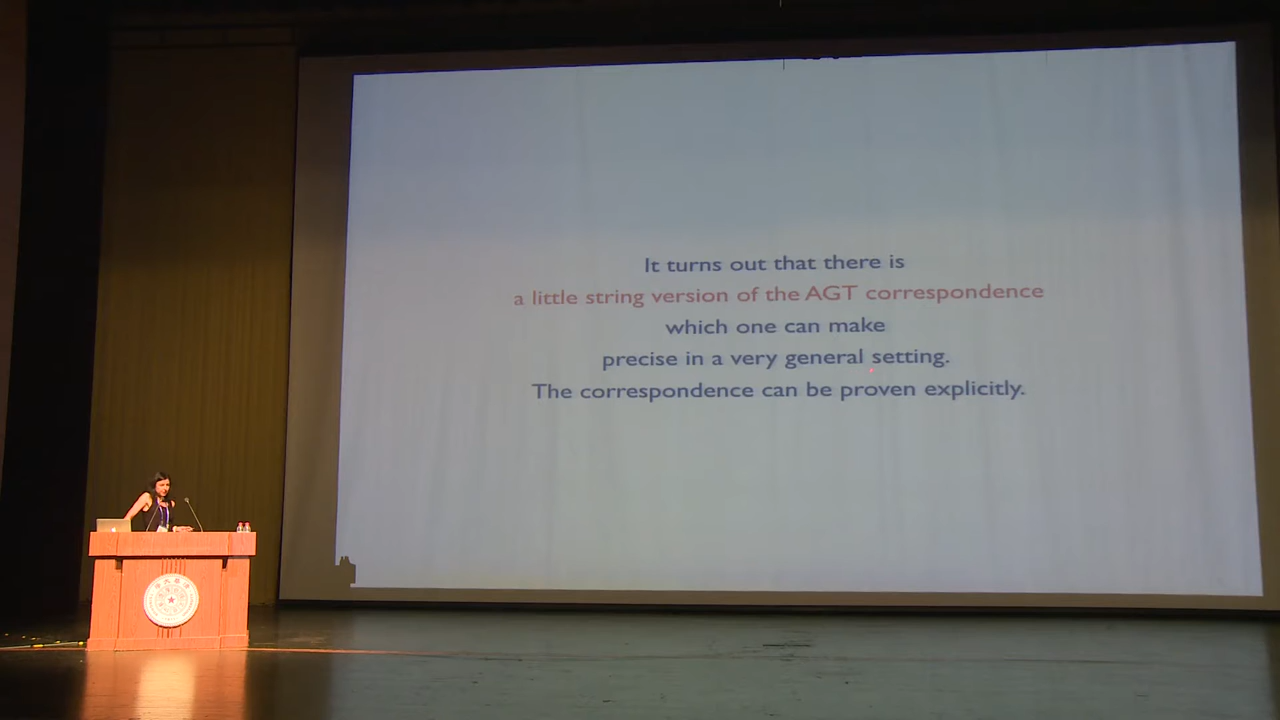 It turns out that there is
a little string version of the AGT correspondence
which one can make
precise in a very general setting.
The correspondence can be proven explicitly.